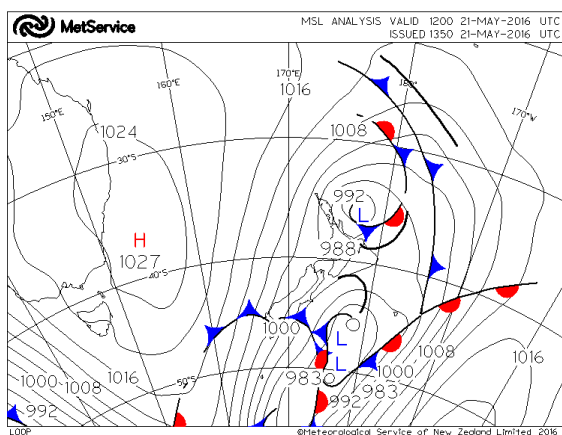 MetService
MSL ANALYSIS VALID 1200 21-MAY-2016 UTC
ISSUED 1350 21-MAY-2016 UTC
170°E
180°
160°E
1016
150°E
170°W
1024
1008
30°S
992
L
H
988
1027
40°S
1000
L
L
1008
1016
1016
1000
1008
983
1000
50°S
992
992
983
LOOP
©Meteorological Service of New Zealand Limited 2016